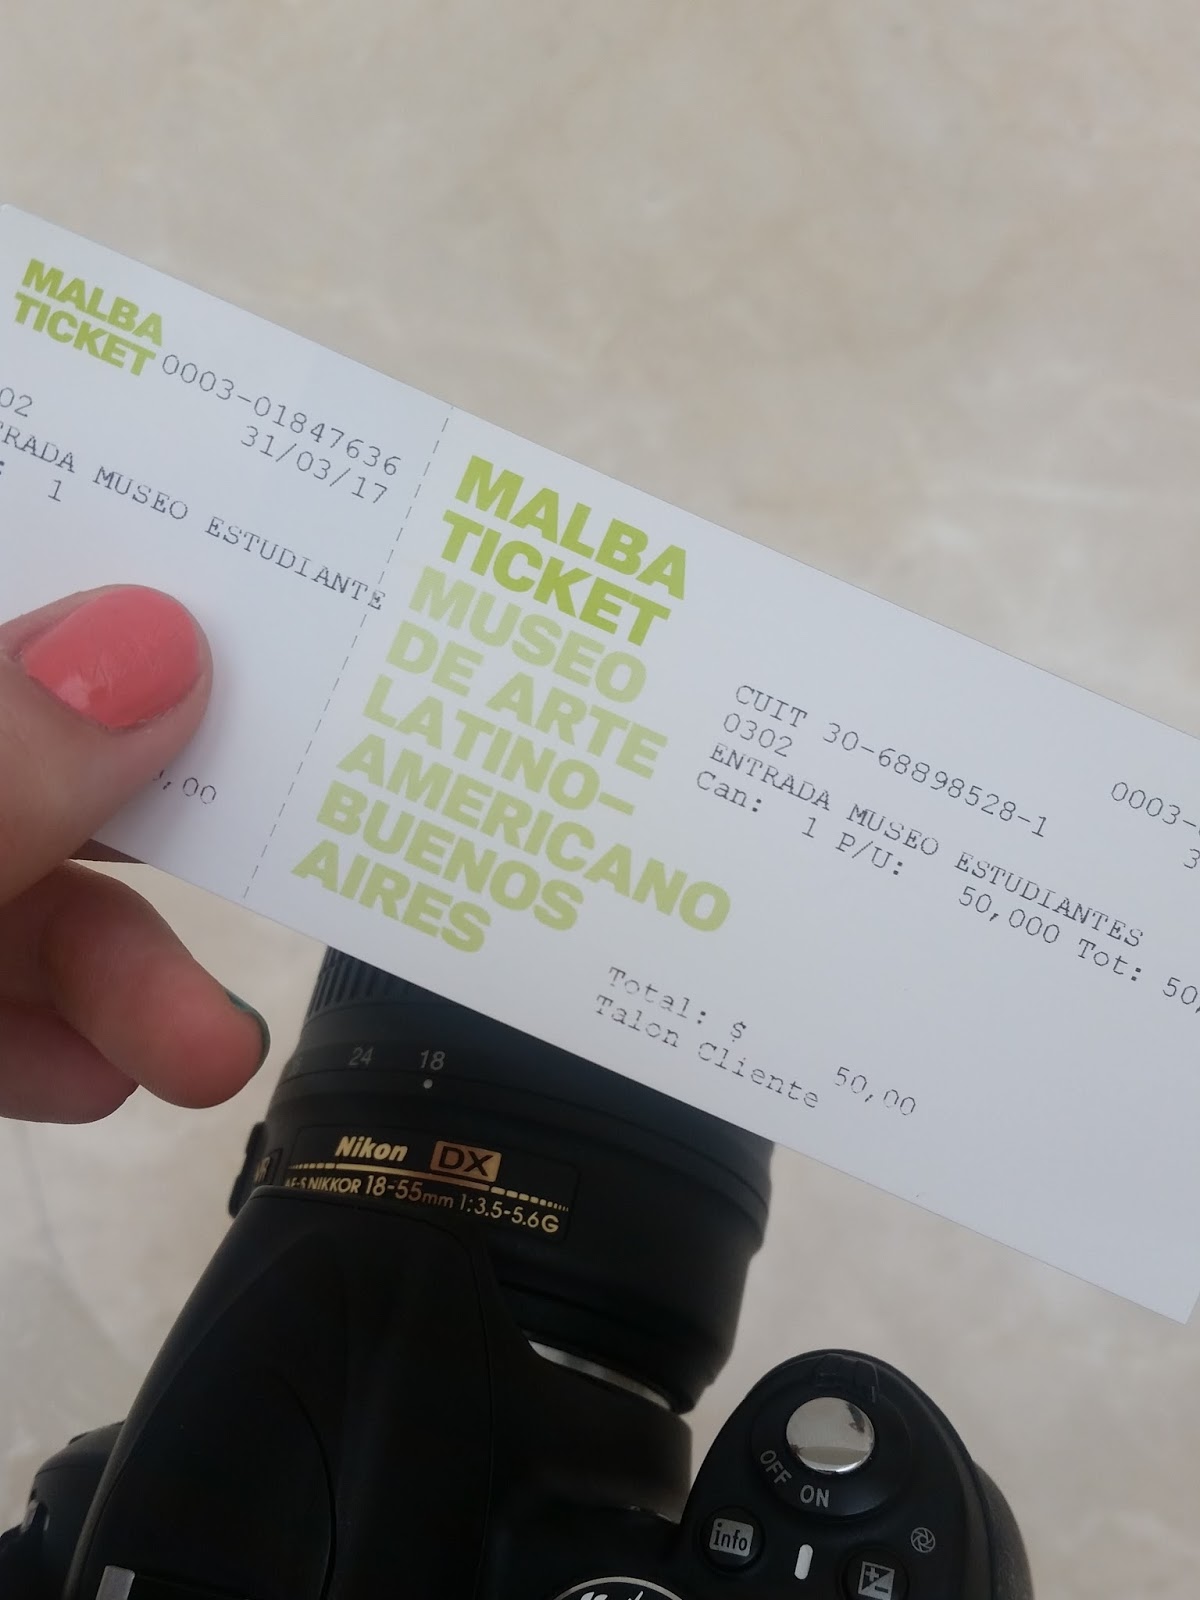 MALBA
TICKET
0003-01847636
31/03/17
02
TRADA MUSEO ESTUDIANTE
: 1
,00
MALBA
TICKET
MUSEO
DE ARTE
LATINO-
AMERICANO
BUENOS
AIRES
CUIT 30-68898528-1
0003-
0302
3
ENTRADA MUSEO ESTUDIANTES
Can: 1 P/U: 50,000 Tot: 50,
Total: $ 50,00
Talon Cliente
24 18
Nikon DX
AF-S NIKKOR 18-55mm 1:3.5-5.6G
VR
OFF ON
info